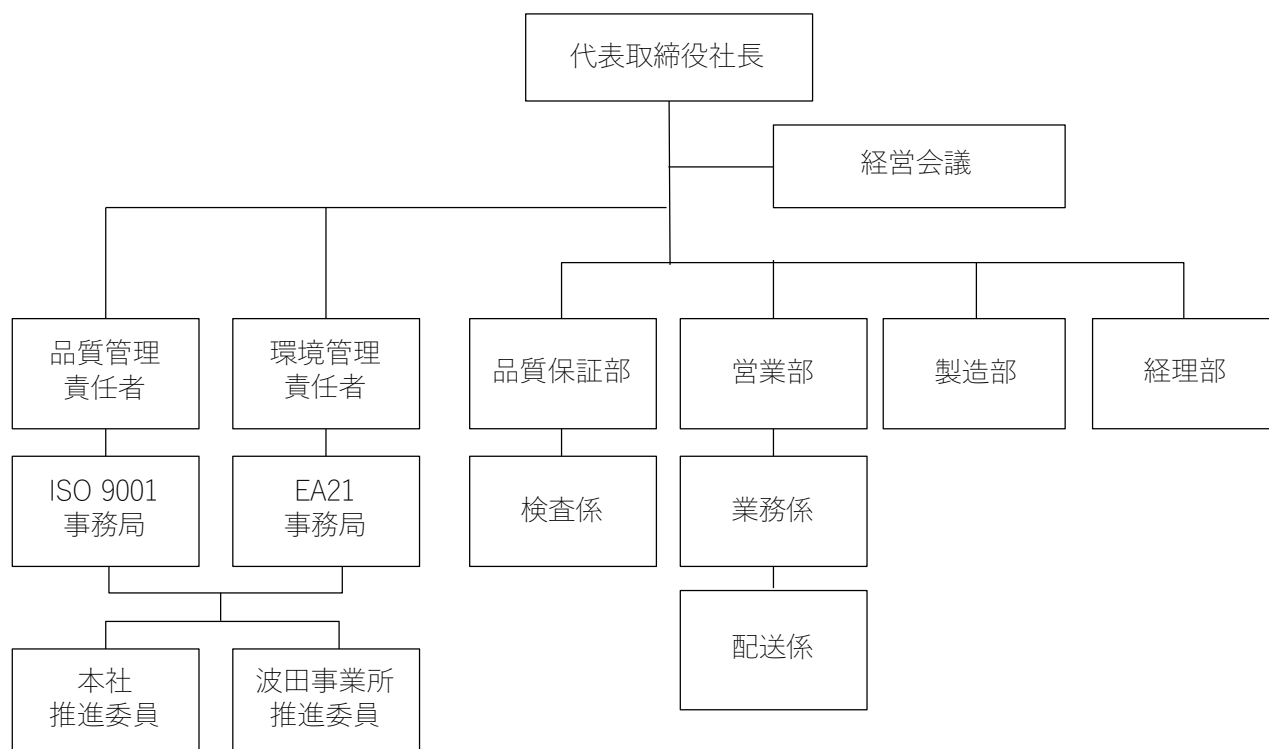 代表取締役社長
経営会議
品質管理
責任者
環境管理
責任者
品質保証部
営業部
製造部
経理部
ISO 9001
事務局
EA21
事務局
検査係
業務係
配送係
本社
推進委員
波田事業所
推進委員